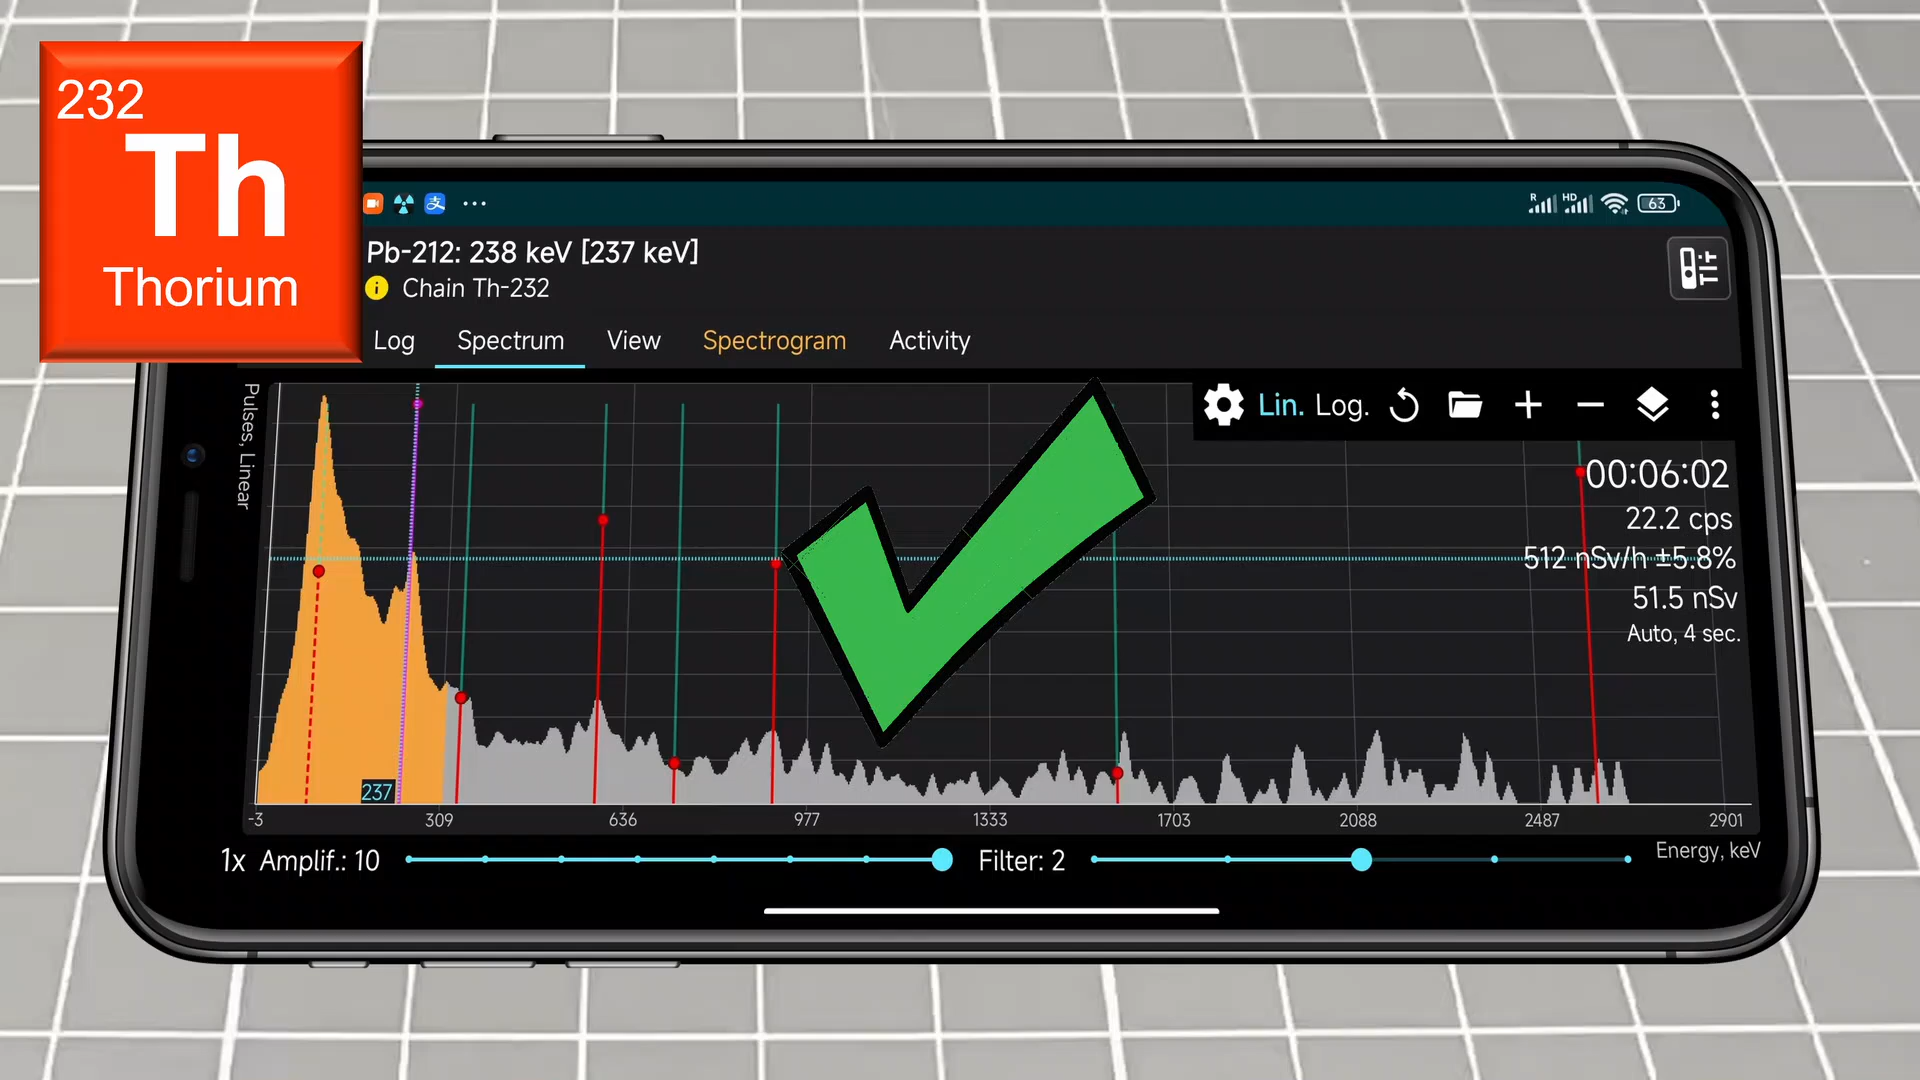 232
Th
Thorium
R
HD
63
Pb-212: 238 keV [237 keV]
Chain Th-232
Log Spectrum View Spectrogram Activity
Pulses, Linear
Lin. Log.
00:06:02
22.2 cps
512 nSv/h ±5.8%
51.5 nSv
Auto, 4 sec.
237
-3 309 636 977 1333 1703 2088 2487 2901
1x Amplif.: 10 Filter: 2 Energy, keV